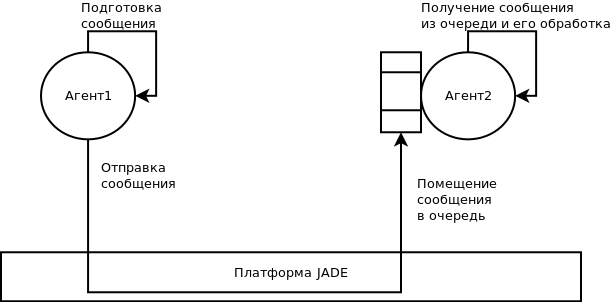 Подготовка
сообщения
Получение сообщения
из очереди и его обработка
Агент1
Агент2
Отправка
сообщения
Помещение
сообщения
в очередь
Платформа JADE